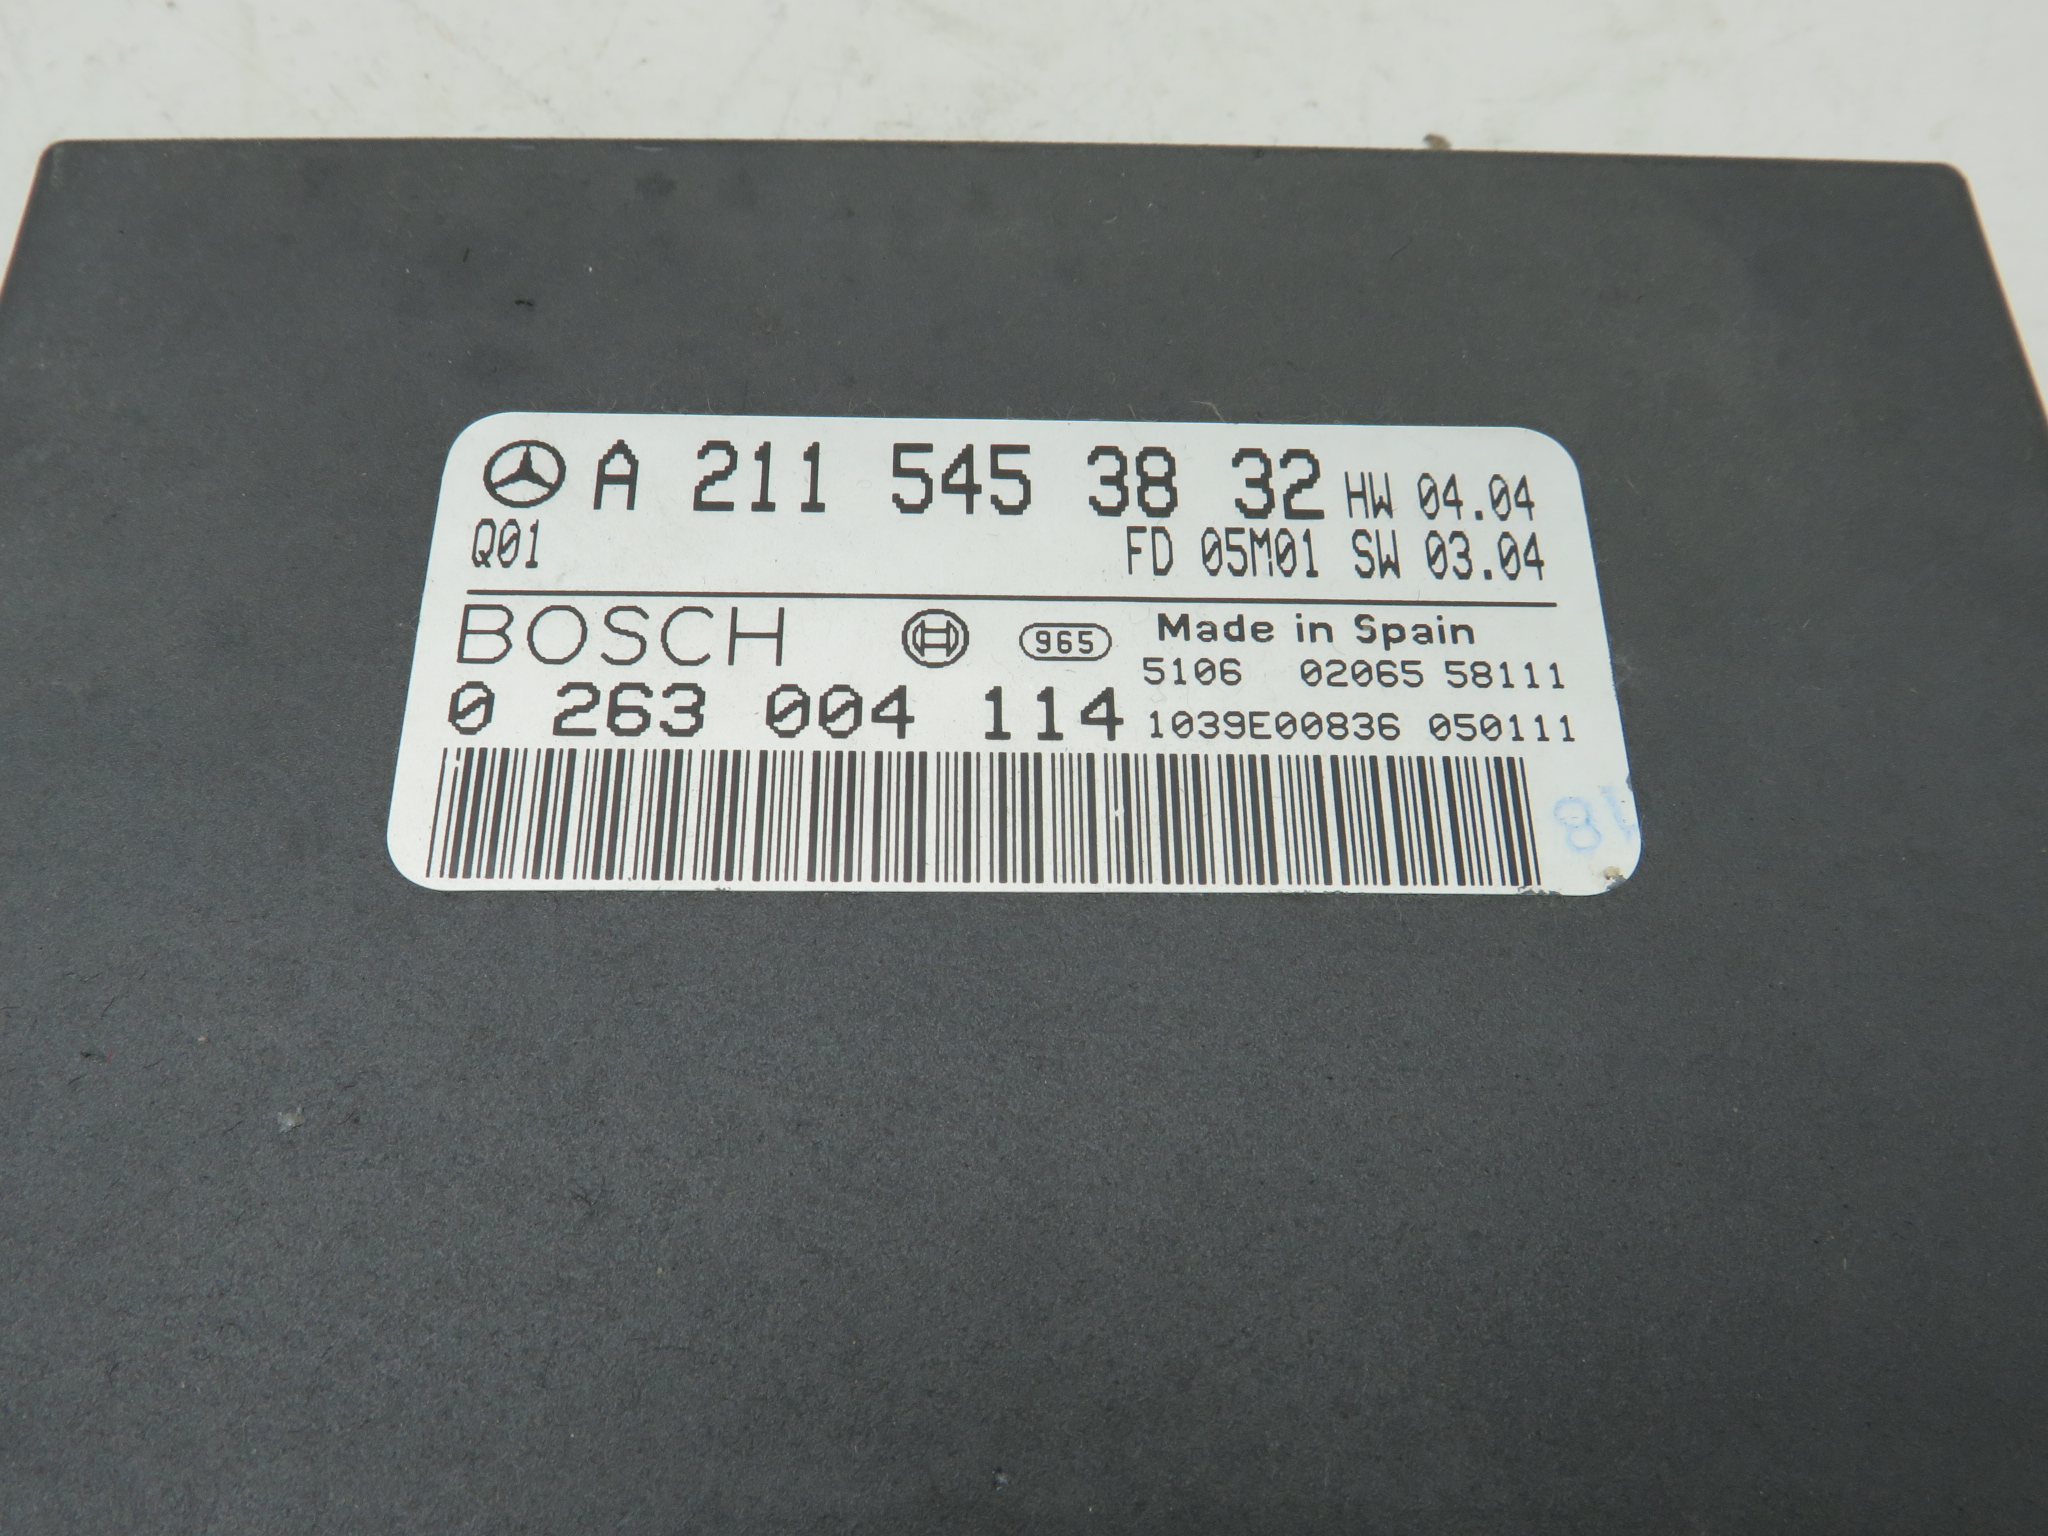 A 211 545 38 32 HW 04.04
Q01 FD 05M01 SW 03.04
BOSCH 965 Made in Spain
5106 02065 58111
0 263 004 114 1039E00836 050111
18